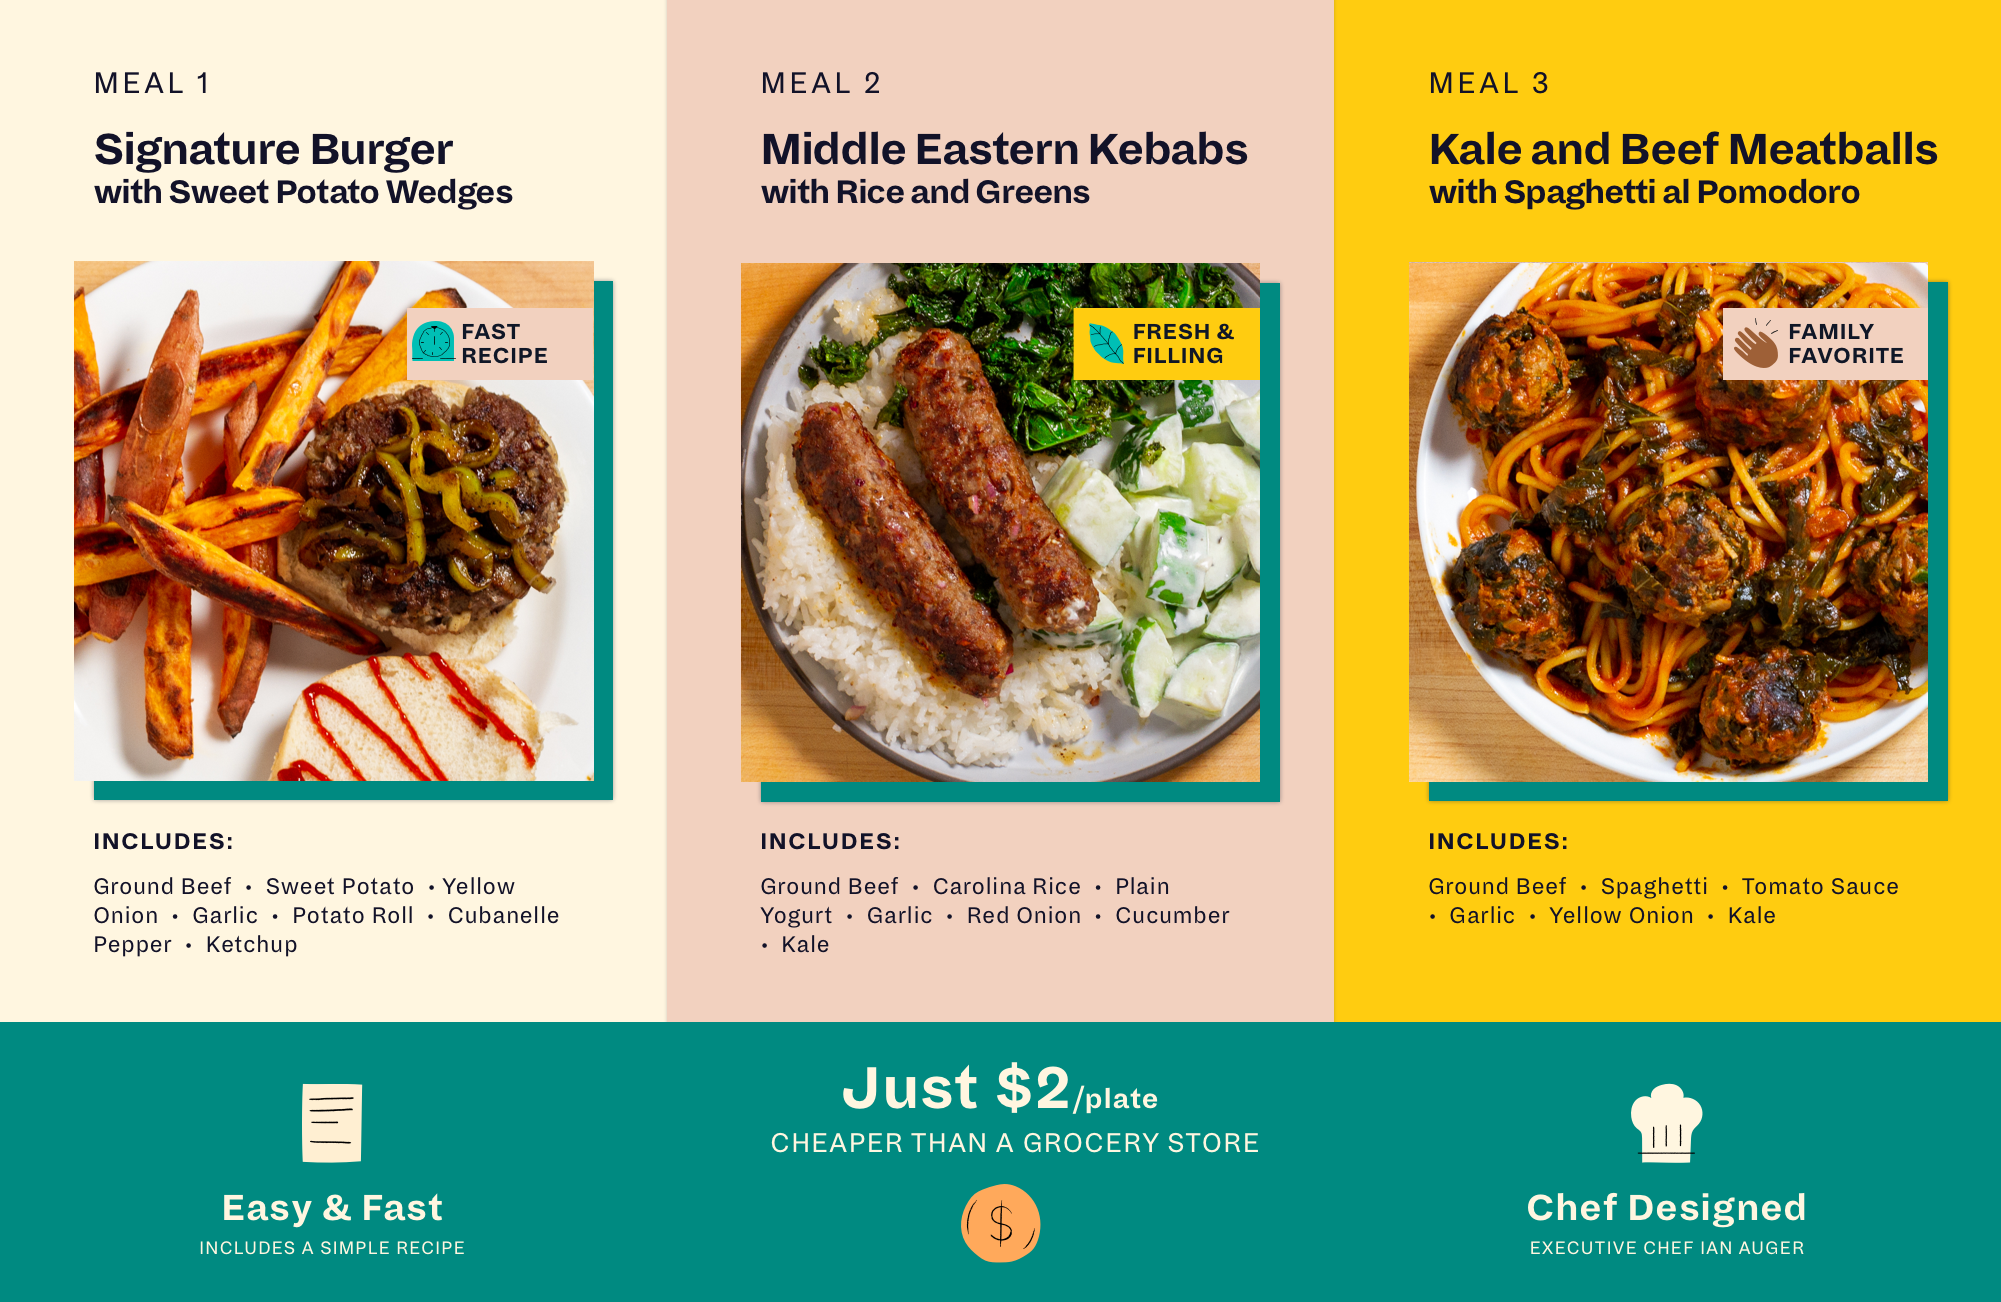 MEAL 1
Signature Burger
with Sweet Potato Wedges
FAST
RECIPE
INCLUDES:
Ground Beef • Sweet Potato • Yellow
Onion • Garlic • Potato Roll • Cubanelle
Pepper • Ketchup
MEAL 2
Middle Eastern Kebabs
with Rice and Greens
FRESH &
FILLING
INCLUDES:
Ground Beef • Carolina Rice • Plain
Yogurt • Garlic • Red Onion • Cucumber
• Kale
MEAL 3
Kale and Beef Meatballs
with Spaghetti al Pomodoro
FAMILY
FAVORITE
INCLUDES:
Ground Beef • Spaghetti • Tomato Sauce
• Garlic • Yellow Onion • Kale
Easy & Fast
INCLUDES A SIMPLE RECIPE
Just $2/plate
CHEAPER THAN A GROCERY STORE
$
Chef Designed
EXECUTIVE CHEF IAN AUGER